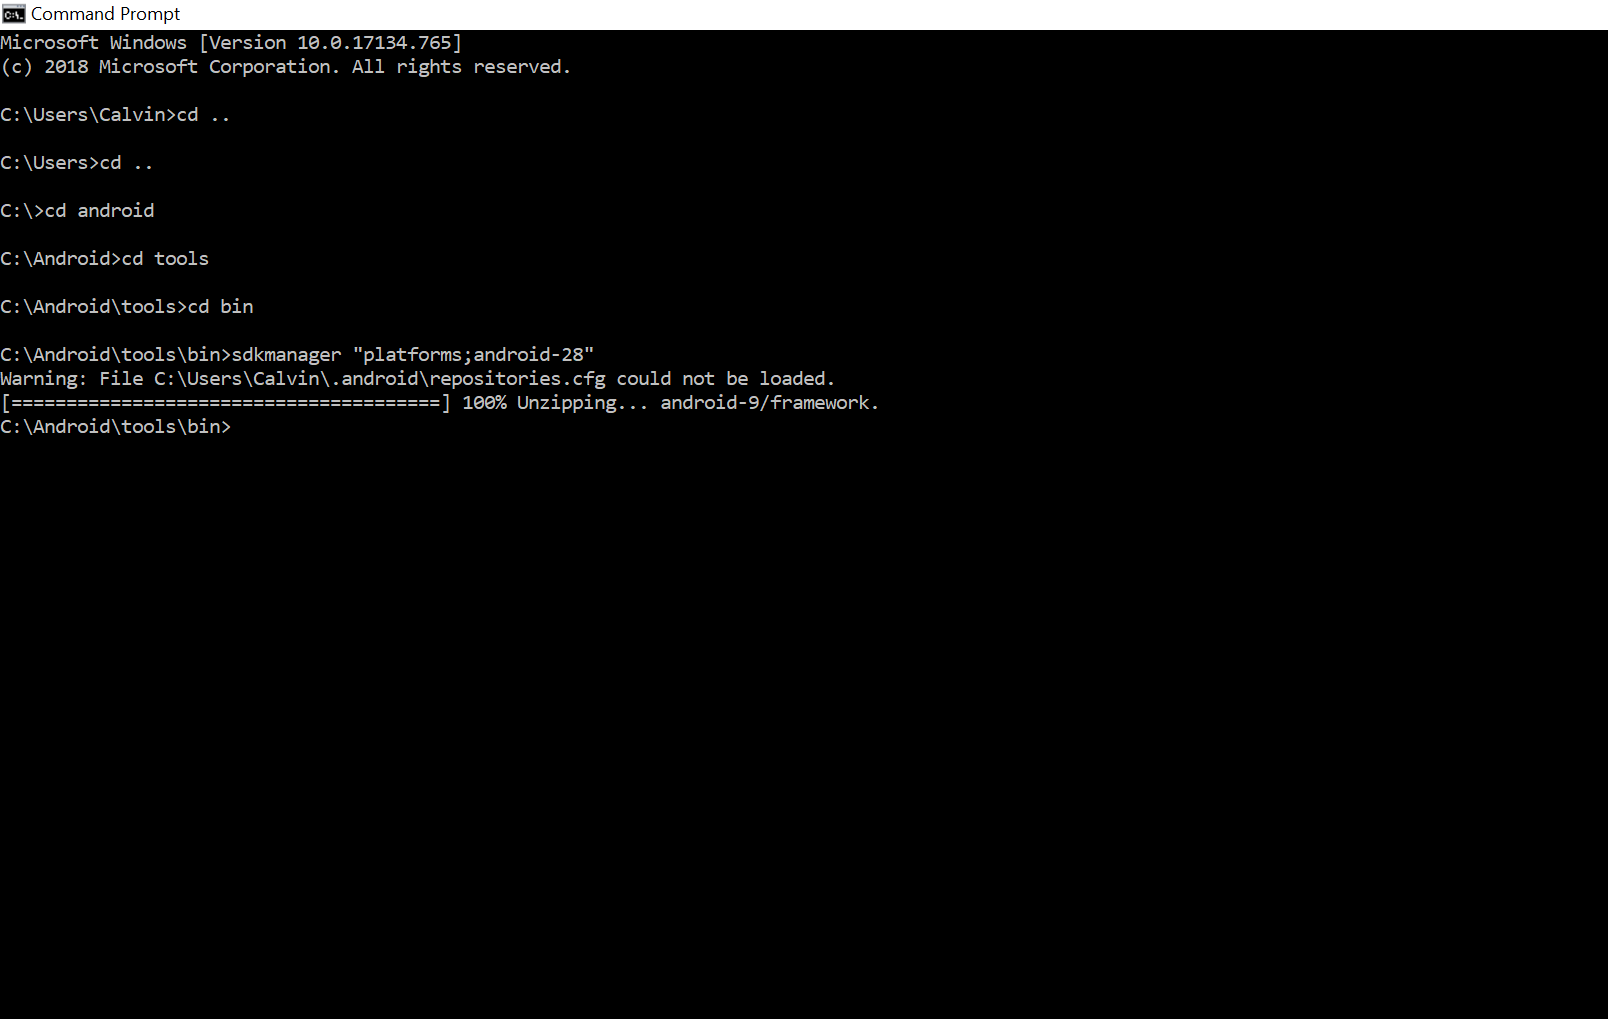 Command Prompt
Microsoft Windows [Version 10.0.17134.765]
(c) 2018 Microsoft Corporation. All rights reserved.
C:\Users\Calvin>cd ..
C:\Users>cd ..
C:\>cd android
C:\Android>cd tools
C:\Android\tools>cd bin
C:\Android\tools\bin>sdkmanager "platforms;android-28"
Warning: File C:\Users\Calvin\.android\repositories.cfg could not be loaded.
[=======================================] 100% Unzipping... android-9/framework.
C:\Android\tools\bin>